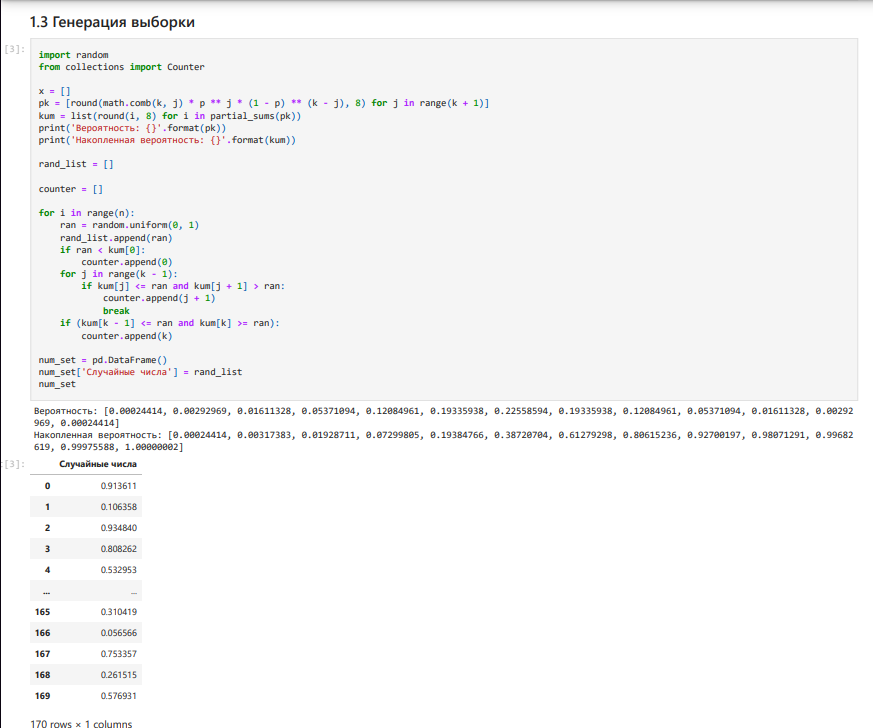 1.3 Генерация выборки
[3]:
import random
from collections import Counter
x = []
pk = [round(math.comb(k, j) * p ** j * (1 - p) ** (k - j), 8) for j in range(k + 1)]
kum = list(round(i, 8) for i in partial_sums(pk))
print('Вероятность: {}'.format(pk))
print('Накопленная вероятность: {}'.format(kum))
rand_list = []
counter = []
for i in range(n):
    ran = random.uniform(0, 1)
    rand_list.append(ran)
    if ran < kum[0]:
        counter.append(0)
    for j in range(k - 1):
        if kum[j] <= ran and kum[j + 1] > ran:
            counter.append(j + 1)
            break
    if (kum[k - 1] <= ran and kum[k] >= ran):
        counter.append(k)
num_set = pd.DataFrame()
num_set['Случайные числа'] = rand_list
num_set
Вероятность: [0.00024414, 0.00292969, 0.01611328, 0.05371094, 0.12084961, 0.19335938, 0.22558594, 0.19335938, 0.12084961, 0.05371094, 0.01611328, 0.00292
969, 0.00024414]
Накопленная вероятность: [0.00024414, 0.00317383, 0.01928711, 0.07299805, 0.19384766, 0.38720704, 0.61279298, 0.80615236, 0.92700197, 0.98071291, 0.99682
619, 0.99975588, 1.00000002]
[3]:
Случайные числа
0 0.913611
1 0.106358
2 0.934840
3 0.808262
4 0.532953
... ...
165 0.310419
166 0.056566
167 0.753357
168 0.261515
169 0.576931
170 rows × 1 columns